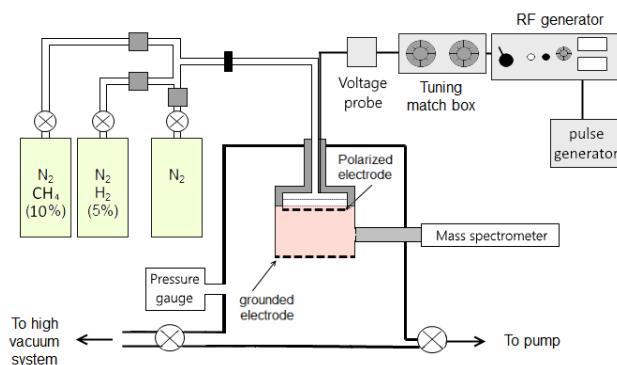 RF generator
Voltage
probe
Tuning
match box
pulse
generator
N₂
CH₄
(10%)
N₂
H₂
(5%)
N₂
Polarized
electrode
Mass spectrometer
Pressure
gauge
grounded
electrode
To high
vacuum
system
To pump